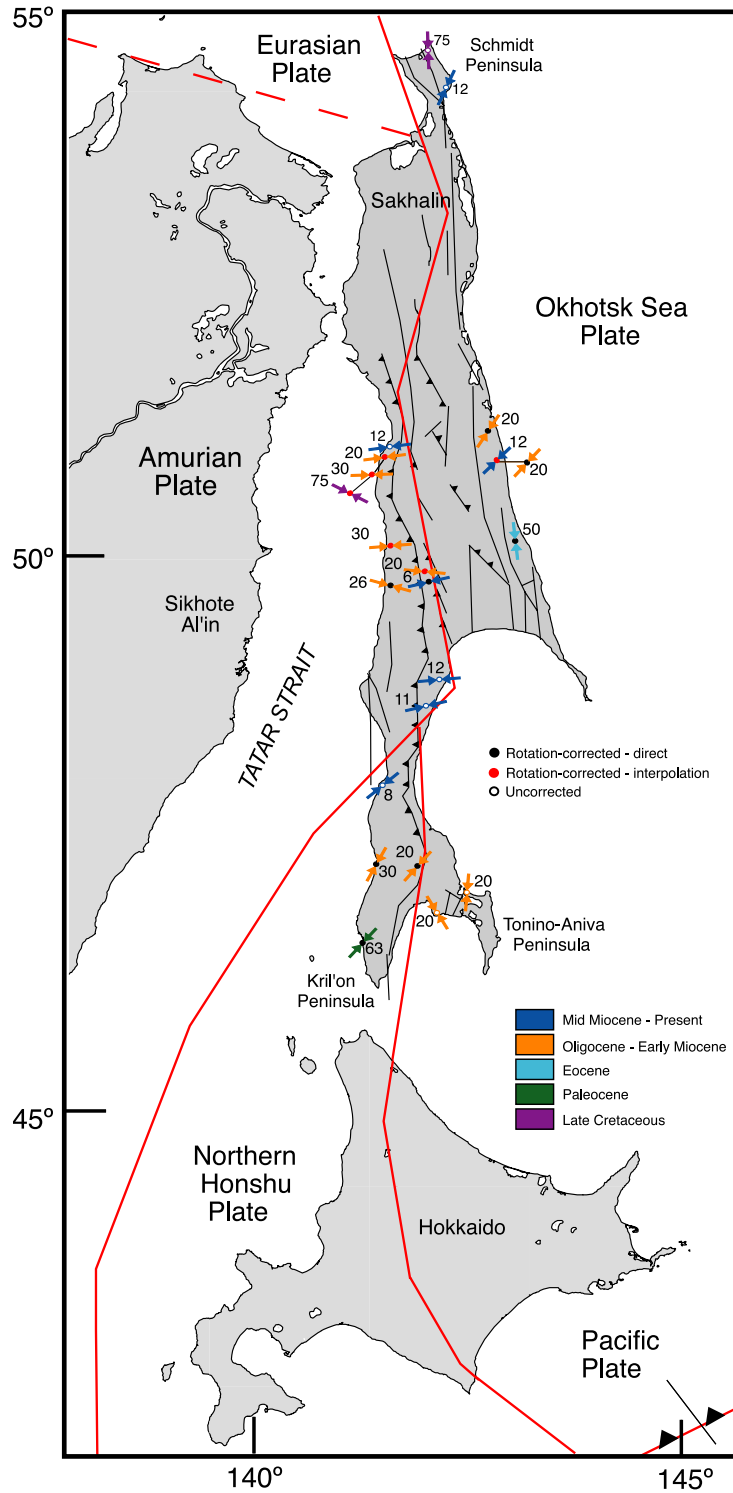 55º
Eurasian
Plate
75
Schmidt
Peninsula
12
Sakhalin
Okhotsk Sea
Plate
Amurian
Plate
12
20
30
75
20
12
20
50
30
20
6
26
50º
Sikhote
Al'in
TATAR STRAIT
12
11
8
Rotation-corrected - direct
Rotation-corrected - interpolation
Uncorrected
30
20
20
20
63
Tonino-Aniva
Peninsula
Kril'on
Peninsula
Mid Miocene - Present
Oligocene - Early Miocene
Eocene
Paleocene
Late Cretaceous
45º
Northern
Honshu
Plate
Hokkaido
Pacific
Plate
140º
145º